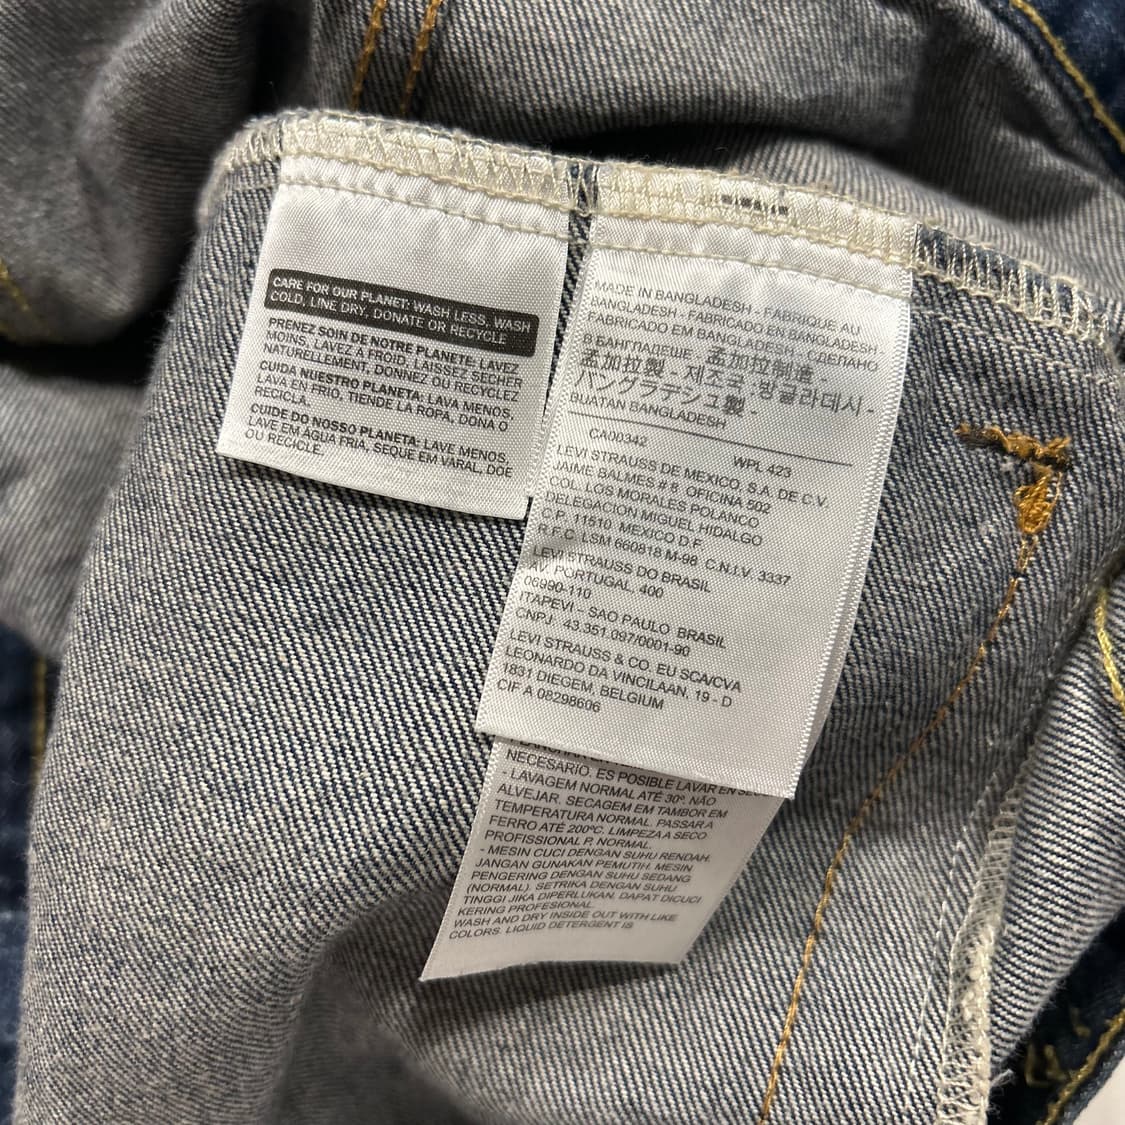 CARE FOR OUR PLANET: WASH LESS, WASH
COLD, LINE DRY, DONATE OR RECYCLE
PRENEZ SOIN DE NOTRE PLANETE: LAVEZ
MOINS, LAVEZ A FROID, LAISSEZ SECHER
NATURELLEMENT, DONNEZ OU RECYCLEZ
CUIDA NUESTRO PLANETA: LAVA MENOS,
LAVA EN FRIO, TIENDE LA ROPA, DONA O
RECICLA.
CUIDE DO NOSSO PLANETA: LAVE MENOS,
LAVE EM ÁGUA FRIA, SEQUE EM VARAL, DOE
OU RECICLE.
MADE IN BANGLADESH - FABRIQUE AU
BANGLADESH - FABRICADO EN BANGLADESH -
FABRICADO EM BANGLADESH - СДЕЛАНО
В БАНГЛАДЕШЕ - 孟加拉制造 -
孟加拉製 - 제조국:방글라데시 -
バングラデシュ製 -
BUATAN BANGLADESH
CA00342 WPL 423
LEVI STRAUSS DE MEXICO, S.A. DE C.V.
JAIME BALMES # 8 OFICINA 502
COL. LOS MORALES POLANCO
DELEGACION MIGUEL HIDALGO
C.P. 11510 MEXICO D.F.
R.F.C. LSM 660818 M-98 C.N.I.V. 3337
LEVI STRAUSS DO BRASIL
AV. PORTUGAL, 400
06990-110
ITAPEVI - SAO PAULO BRASIL
CNPJ: 43.351.097/0001-90
LEVI STRAUSS & CO. EU SCA/CVA
LEONARDO DA VINCILAAN, 19 - D
1831 DIEGEM, BELGIUM
CIF A 08298606
NECESARIO. ES POSIBLE LAVAR EN
- LAVAGEM NORMAL ATÉ 30º. NÃO
ALVEJAR. SECAGEM EM TAMBOR EM
TEMPERATURA NORMAL. PASSAR A
FERRO ATÉ 200ºC. LIMPEZA A SECO
PROFISSIONAL P, NORMAL.
- MESIN CUCI DENGAN SUHU RENDAH.
JANGAN GUNAKAN PEMUTIH. MESIN
PENGERING DENGAN SUHU SEDANG
(NORMAL). SETRIKA DENGAN SUHU
TINGGI JIKA DIPERLUKAN. DAPAT DICUCI
KERING PROFESIONAL.
WASH AND DRY INSIDE OUT WITH LIKE
COLORS. LIQUID DETERGENT IS